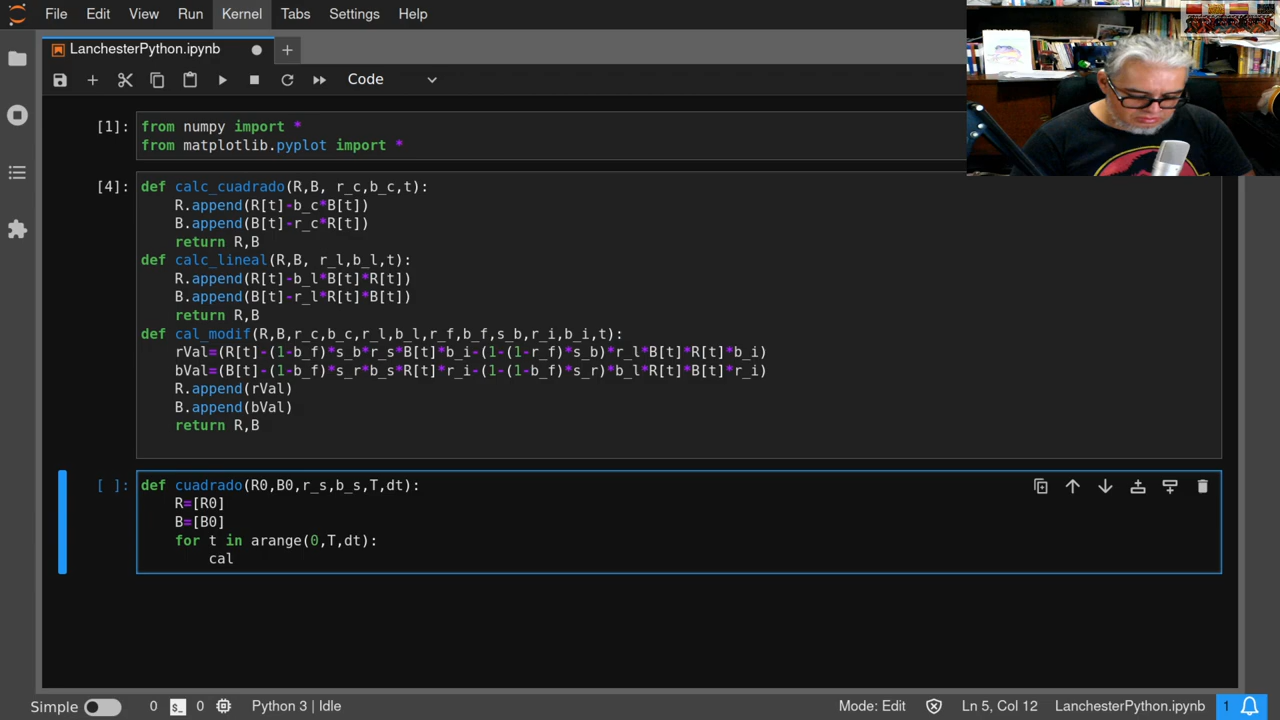 File Edit View Run Kernel Tabs Settings Help
LanchesterPython.ipynb
Code
[1]:
from numpy import *
from matplotlib.pyplot import *
[4]:
def calc_cuadrado(R,B, r_c,b_c,t):
R.append(R[t]-b_c*B[t])
B.append(B[t]-r_c*R[t])
return R,B
def calc_lineal(R,B, r_l,b_l,t):
R.append(R[t]-b_l*B[t]*R[t])
B.append(B[t]-r_l*R[t]*B[t])
return R,B
def cal_modif(R,B,r_c,b_c,r_l,b_l,r_f,b_f,s_b,r_i,b_i,t):
rVal=(R[t]-(1-b_f)*s_b*r_s*B[t]*b_i-(1-(1-r_f)*s_b)*r_l*B[t]*R[t]*b_i)
bVal=(B[t]-(1-b_f)*s_r*b_s*R[t]*r_i-(1-(1-b_f)*s_r)*b_l*R[t]*B[t]*r_i)
R.append(rVal)
B.append(bVal)
return R,B
[ ]:
def cuadrado(R0,B0,r_s,b_s,T,dt):
R=[R0]
B=[B0]
for t in arange(0,T,dt):
cal
Simple 0 $_ 0 Python 3 | Idle Mode: Edit Ln 5, Col 12 LanchesterPython.ipynb 1